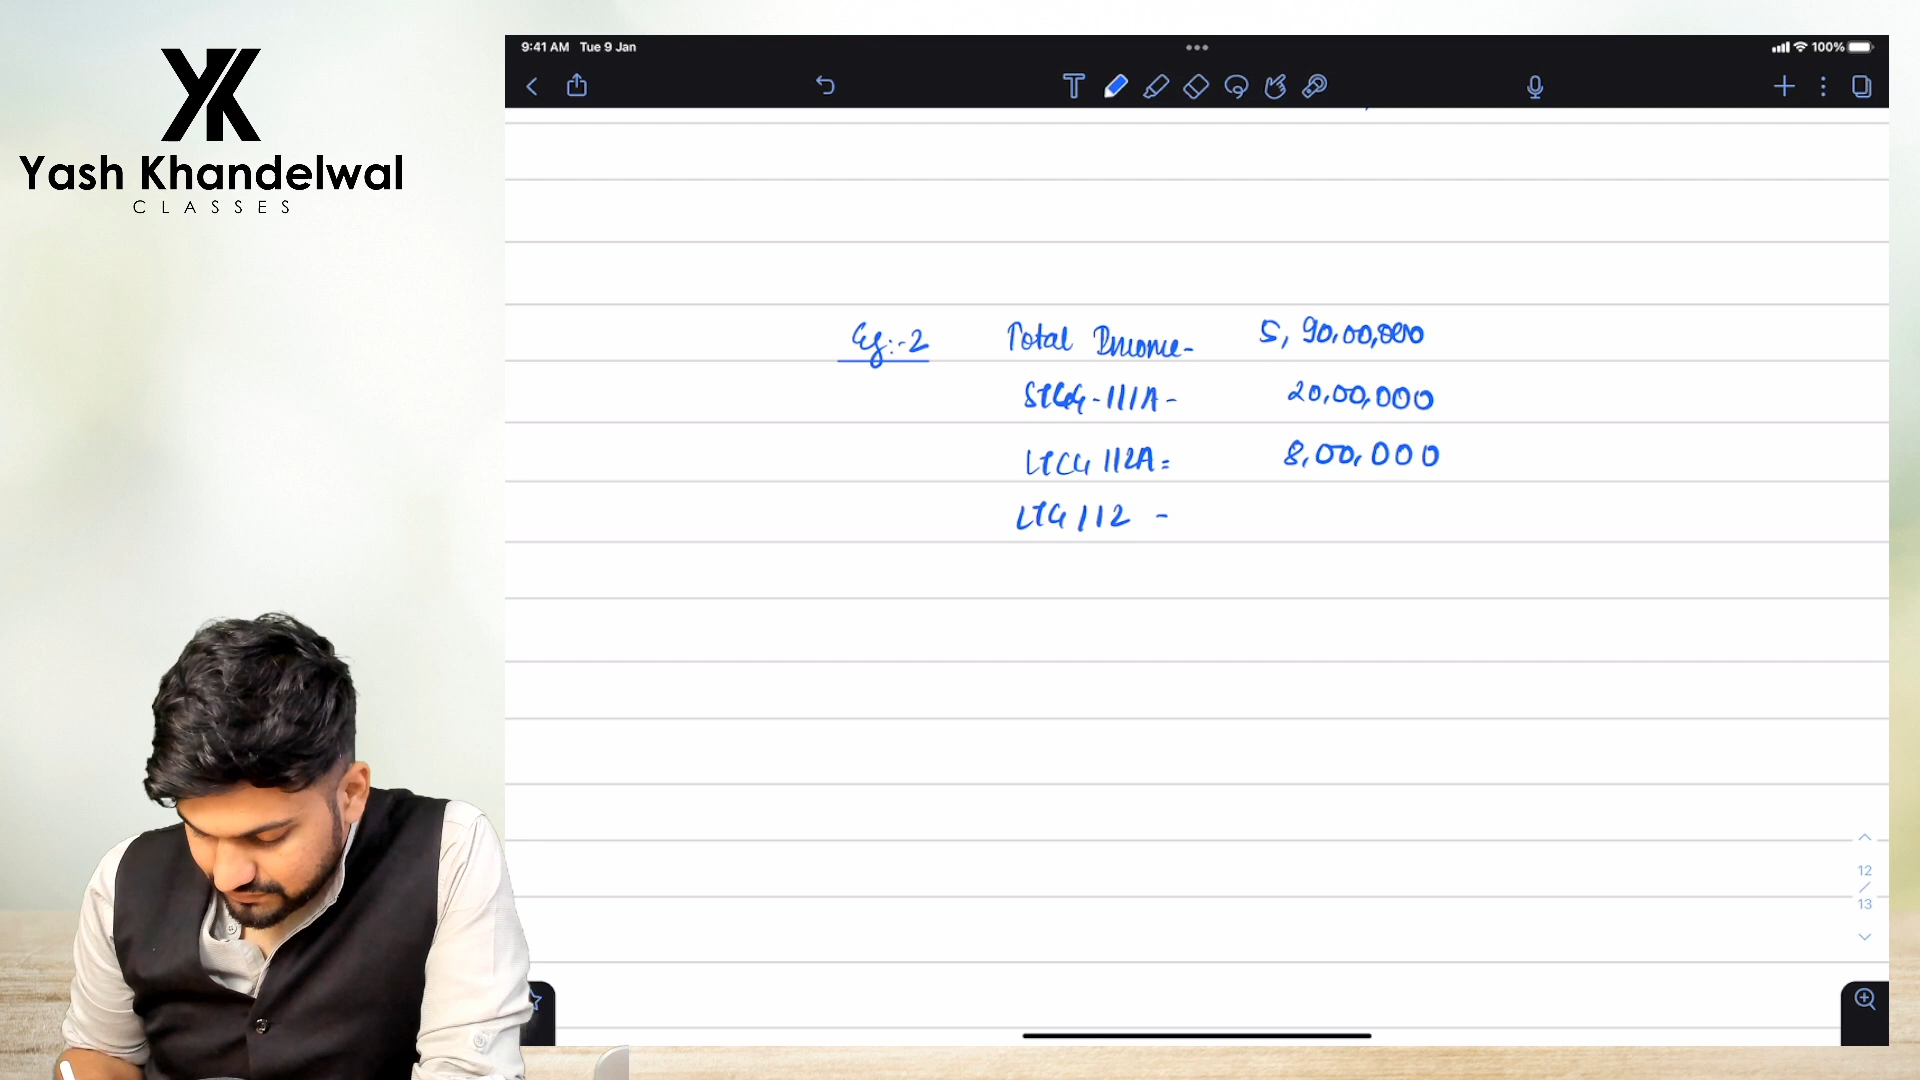 Yash Khandelwal
CLASSES
9:41 AM Tue 9 Jan
100%
Eg:-2 Total Income- 5,90,00,000
STCG-111A- 20,00,000
LTCG 112A= 8,00,000
LTCG 112 -
12
/
13